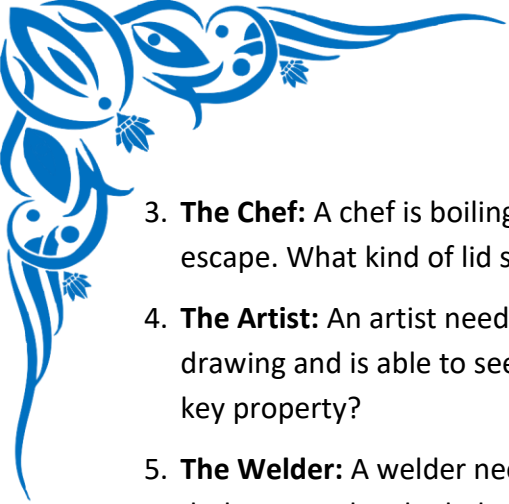 3. The Chef: A chef is boiling
escape. What kind of lid s
4. The Artist: An artist need
drawing and is able to see
key property?
5. The Welder: A welder nee